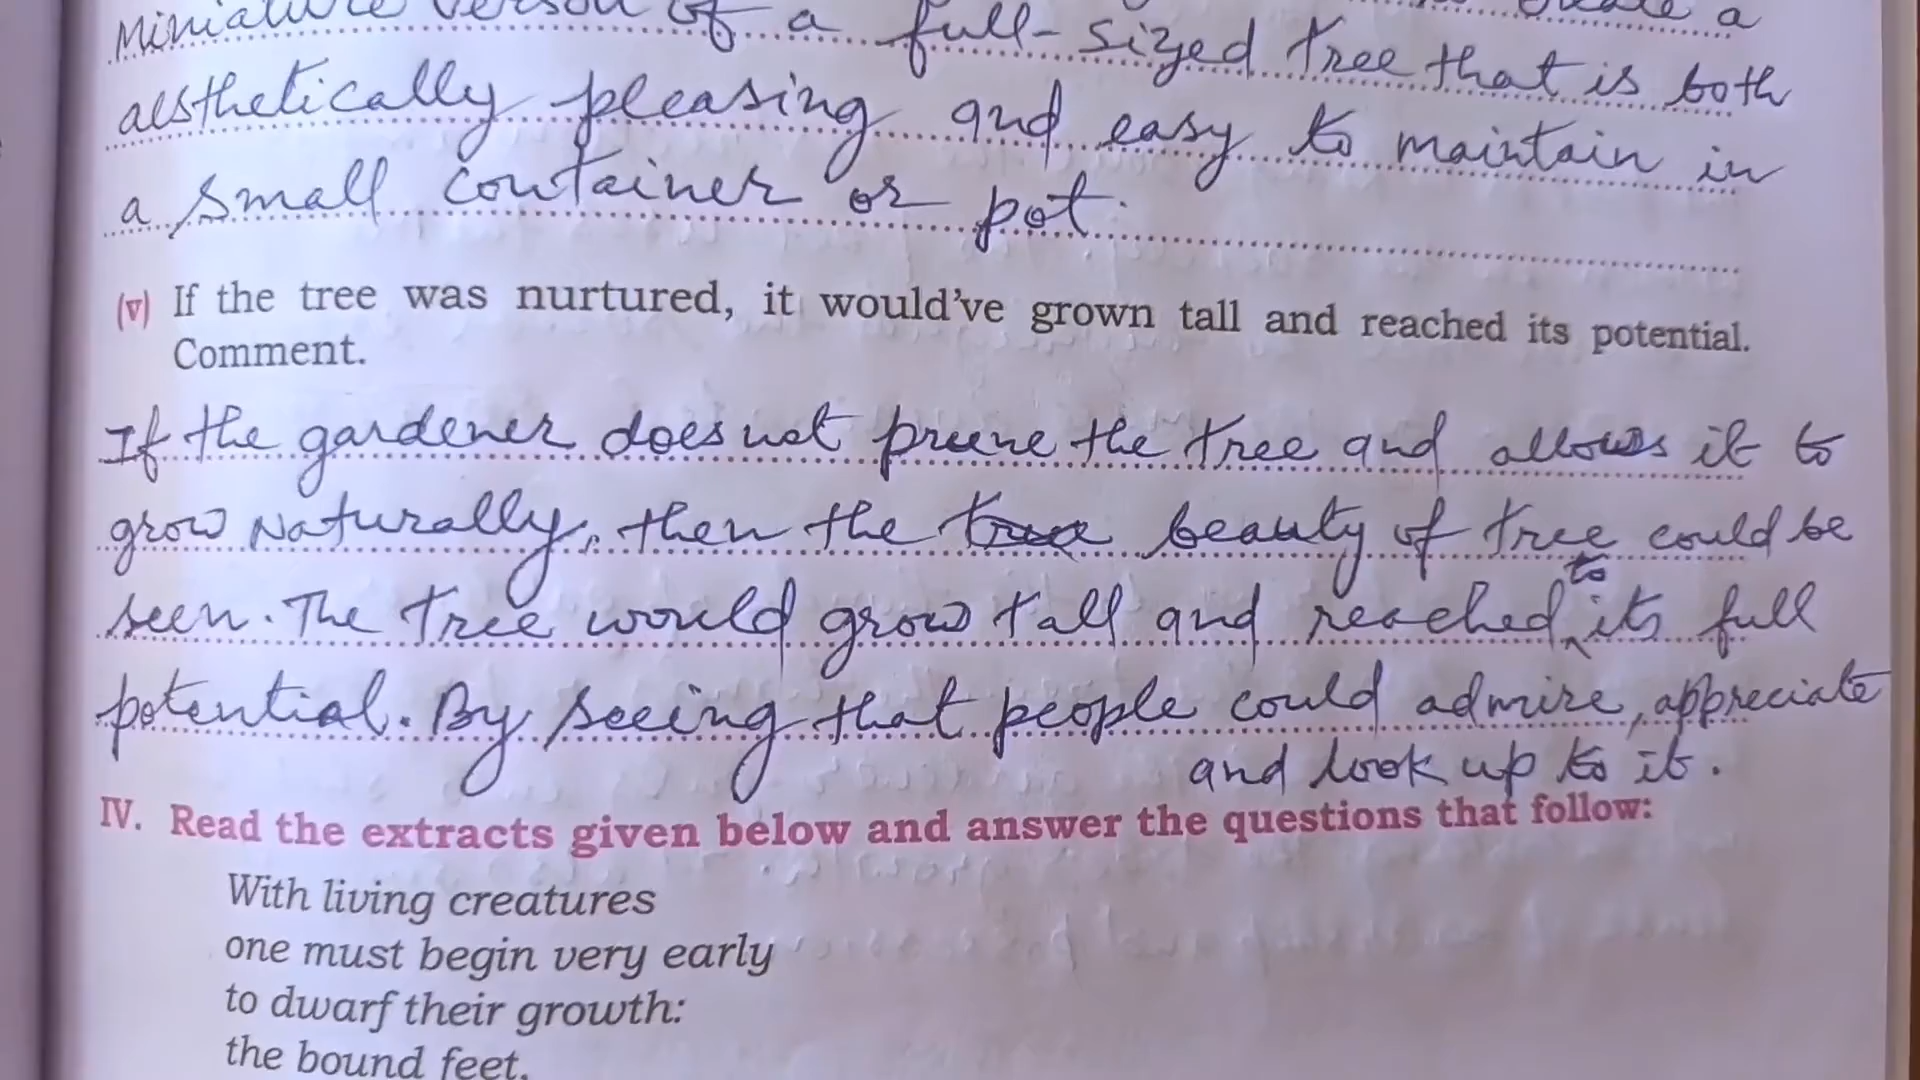 Miniature verson of a full-sized tree that is both
aesthetically pleasing and easy to maintain in
a small container or pot.
(v) If the tree was nurtured, it would've grown tall and reached its potential.
Comment.
If the gardener does not prune the tree and allows it to
grow Naturally, then the beauty of tree could be
seen. The tree would grow tall and reached to its full
potential. By seeing that people could admire, appreciate
and look up to it.
IV. Read the extracts given below and answer the questions that follow:
With living creatures
one must begin very early
to dwarf their growth:
the bound feet,